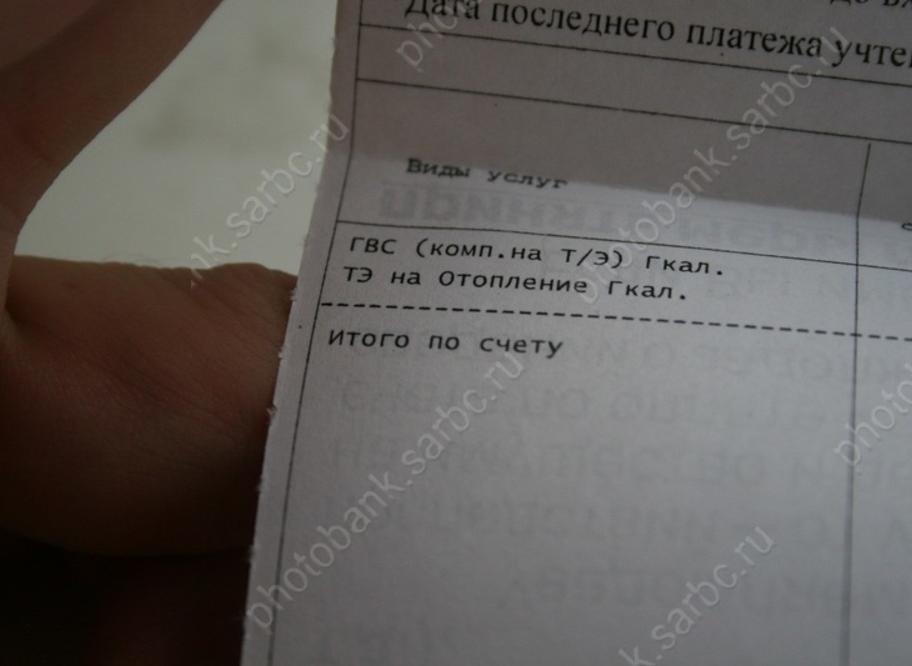 Дата последнего платежа
Виды услуг
ГВС (комп.на Т/Э) Гкал.
ТЭ на Отопление Гкал.
итого по счету
photobank.sarbc.ru